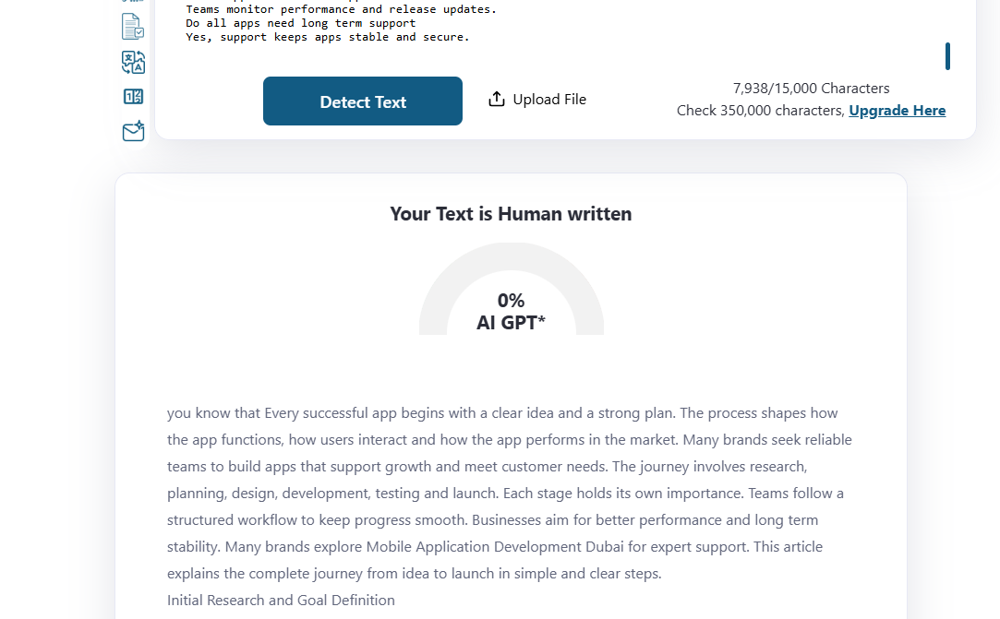 Teams monitor performance and release updates.
Do all apps need long term support
Yes, support keeps apps stable and secure.
Detect Text
Upload File
7,938/15,000 Characters
Check 350,000 characters, Upgrade Here
Your Text is Human written
0%
AI GPT*
you know that Every successful app begins with a clear idea and a strong plan. The process shapes how
the app functions, how users interact and how the app performs in the market. Many brands seek reliable
teams to build apps that support growth and meet customer needs. The journey involves research,
planning, design, development, testing and launch. Each stage holds its own importance. Teams follow a
structured workflow to keep progress smooth. Businesses aim for better performance and long term
stability. Many brands explore Mobile Application Development Dubai for expert support. This article
explains the complete journey from idea to launch in simple and clear steps.
Initial Research and Goal Definition